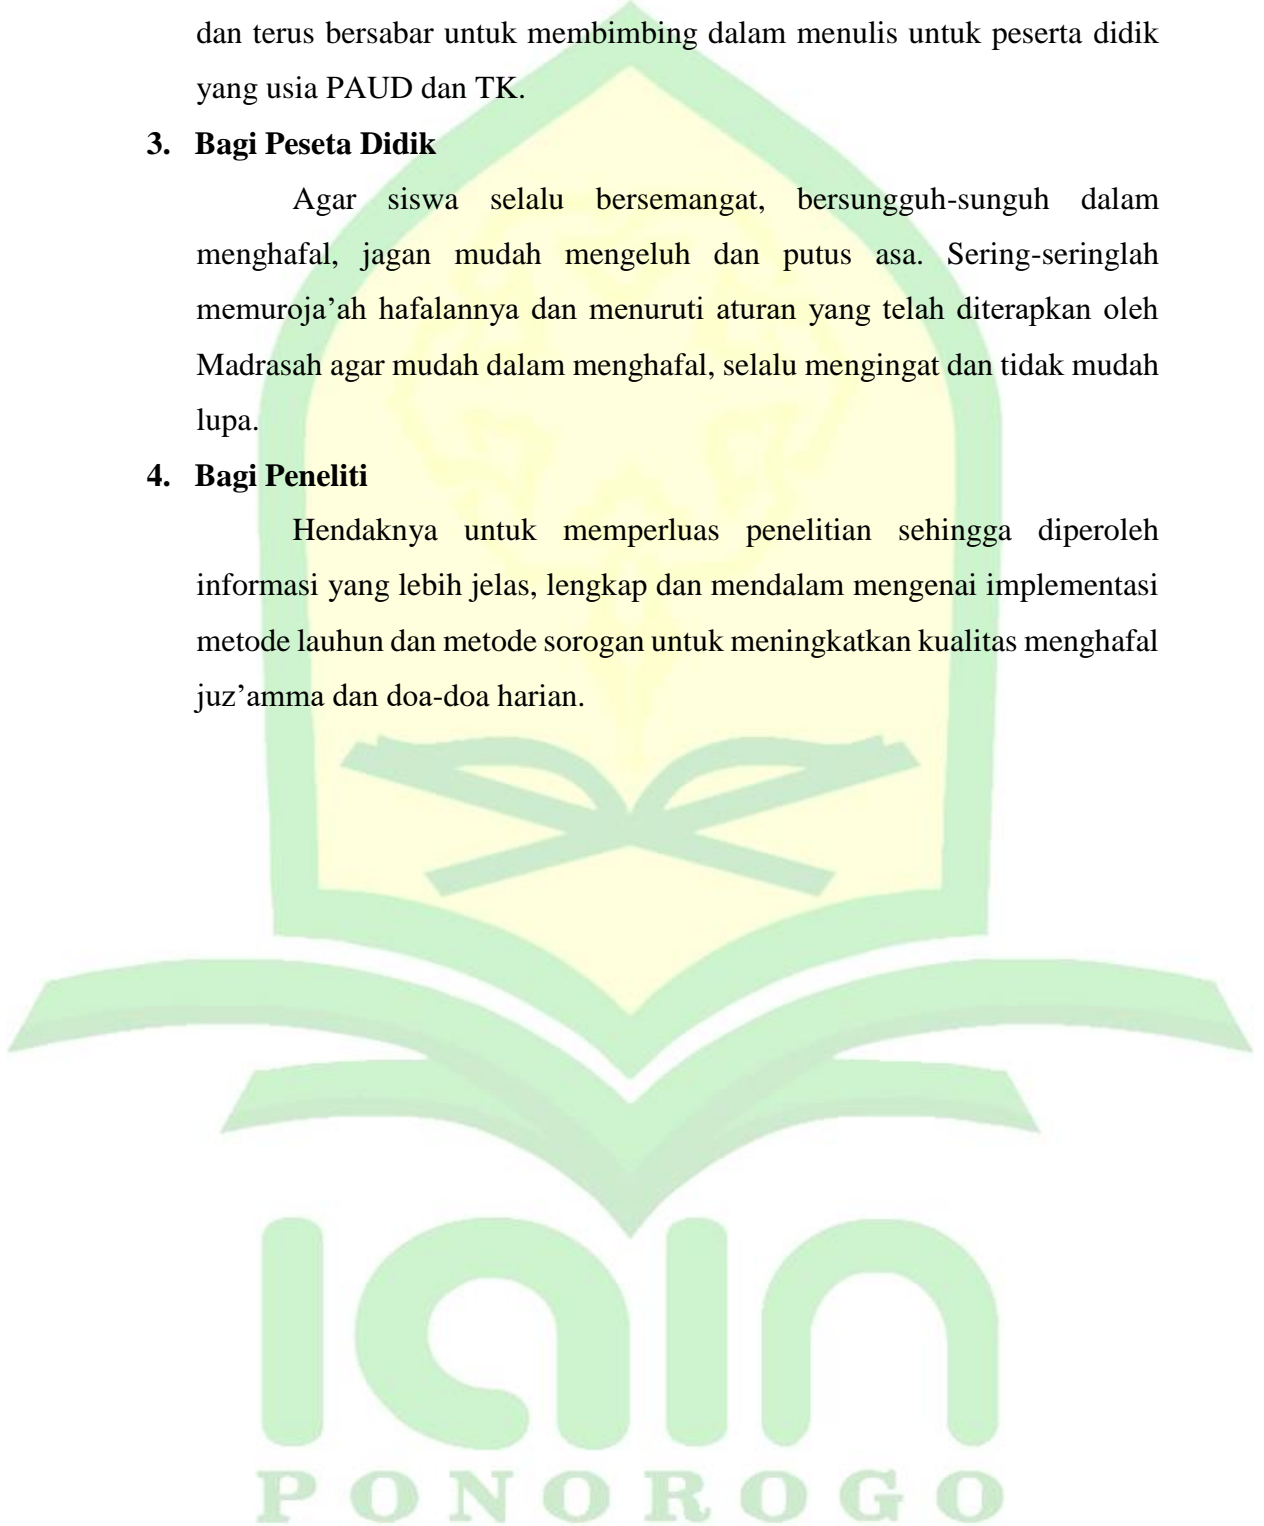 dan terus bersabar untuk membimbing dalam menulis untuk peserta didik
yang usia PAUD dan TK.
3. Bagi Peseta Didik
Agar siswa selalu bersemangat, bersungguh-sunguh dalam
menghafal, jagan mudah mengeluh dan putus asa. Sering-seringlah
memuroja’ah hafalannya dan menuruti aturan yang telah diterapkan oleh
Madrasah agar mudah dalam menghafal, selalu mengingat dan tidak mudah
lupa.
4. Bagi Peneliti
Hendaknya untuk memperluas penelitian sehingga diperoleh
informasi yang lebih jelas, lengkap dan mendalam mengenai implementasi
metode lauhun dan metode sorogan untuk meningkatkan kualitas menghafal
juz’amma dan doa-doa harian.
iain
PONOROGO